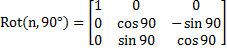 Rot(n, 90°) = [1 0 0
0 cos 90 − sin 90
0 sin 90 cos 90]